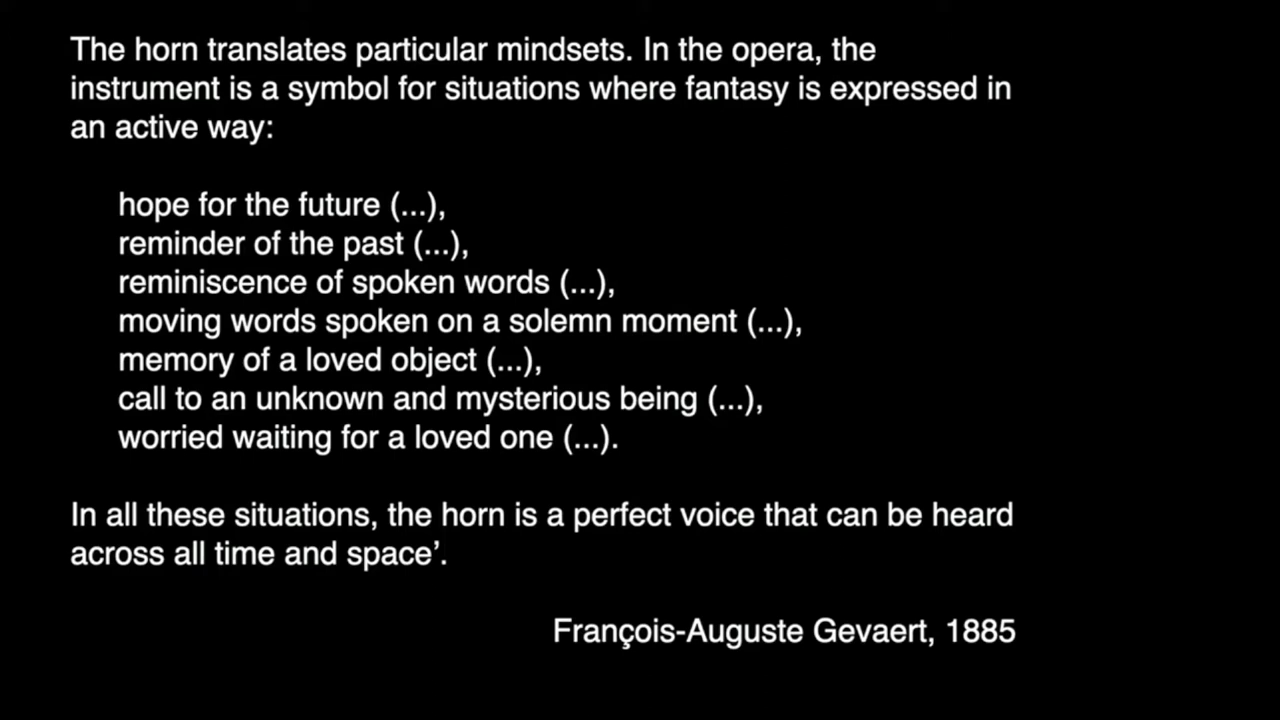 The horn translates particular mindsets. In the opera, the
instrument is a symbol for situations where fantasy is expressed in
an active way:
hope for the future (...),
reminder of the past (...),
reminiscence of spoken words (...),
moving words spoken on a solemn moment (...),
memory of a loved object (...),
call to an unknown and mysterious being (...),
worried waiting for a loved one (...).
In all these situations, the horn is a perfect voice that can be heard
across all time and space’.
François-Auguste Gevaert, 1885